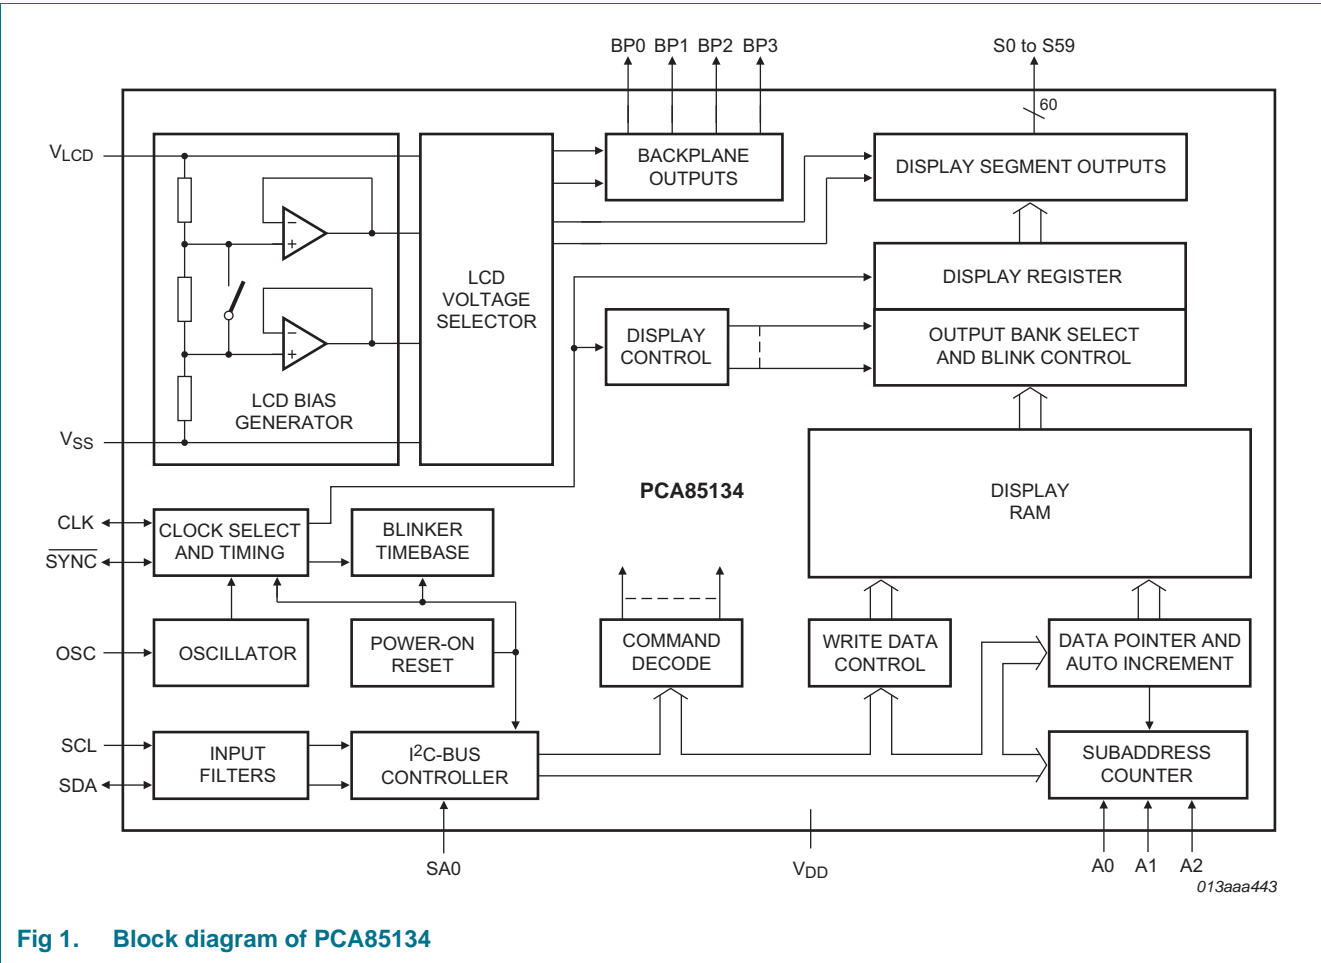 BP0 BP1 BP2 BP3
S0 to S59
60
VLCD
BACKPLANE
OUTPUTS
DISPLAY SEGMENT OUTPUTS
−
+
LCD
VOLTAGE
SELECTOR
DISPLAY REGISTER
−
+
DISPLAY
CONTROL
OUTPUT BANK SELECT
AND BLINK CONTROL
LCD BIAS
GENERATOR
VSS
PCA85134
DISPLAY
RAM
CLK
SYNC
CLOCK SELECT
AND TIMING
BLINKER
TIMEBASE
OSC
OSCILLATOR
POWER-ON
RESET
COMMAND
DECODE
WRITE DATA
CONTROL
DATA POINTER AND
AUTO INCREMENT
SCL
SDA
INPUT
FILTERS
I2C-BUS
CONTROLLER
SUBADDRESS
COUNTER
SA0
VDD
A0 A1 A2
013aaa443
Fig 1. Block diagram of PCA85134